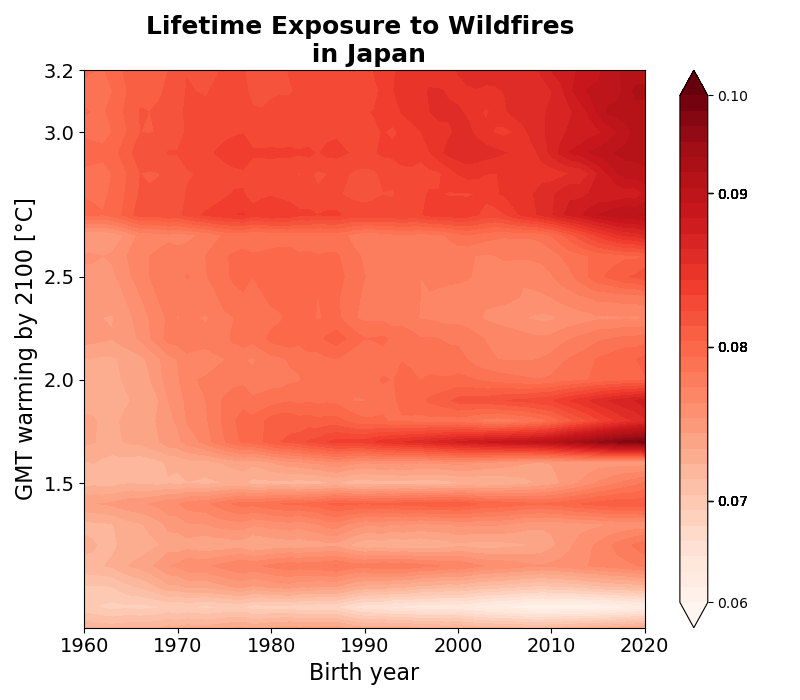 Lifetime Exposure to Wildfires
in Japan
GMT warming by 2100 [°C]
3.2
3.0
2.5
2.0
1.5
1960 1970 1980 1990 2000 2010 2020
Birth year
0.10
0.09
0.08
0.07
0.06